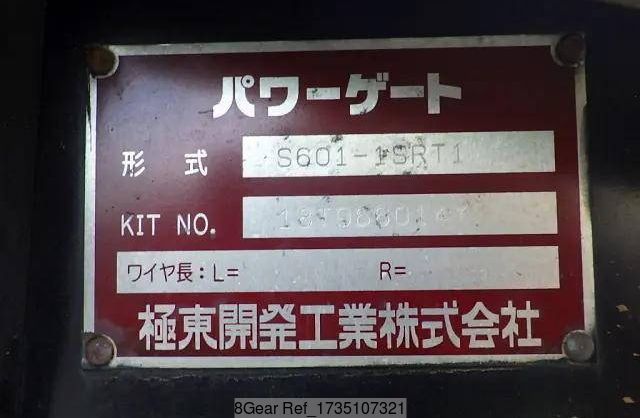 パワーゲート
形式 S601-1SRT1
KIT NO.
ワイヤ長：L= R=
極東開発工業株式会社
8Gear Ref_1735107321